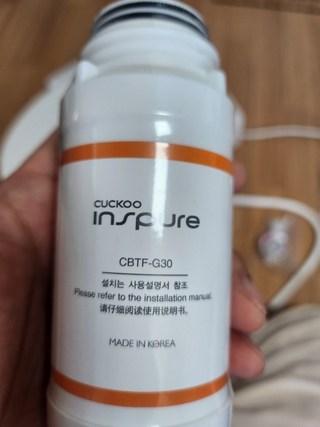 CUCKOO
inspure
CBTF-G30
설치는 사용설명서 참조
Please refer to the installation manual.
请仔细阅读使用说明书。
MADE IN KOREA